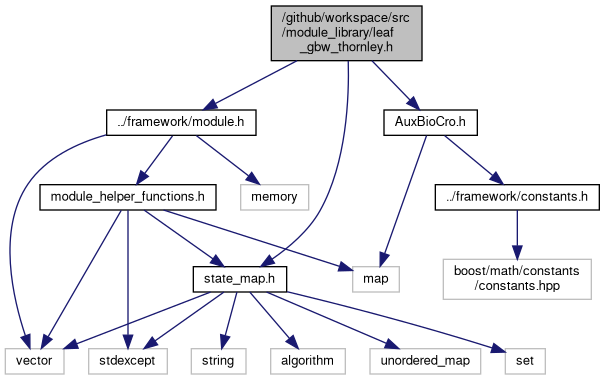 /github/workspace/src
/module_library/leaf
_gbw_thornley.h
../framework/module.h
AuxBioCro.h
module_helper_functions.h
memory
../framework/constants.h
state_map.h
map
boost/math/constants
/constants.hpp
vector
stdexcept
string
algorithm
unordered_map
set